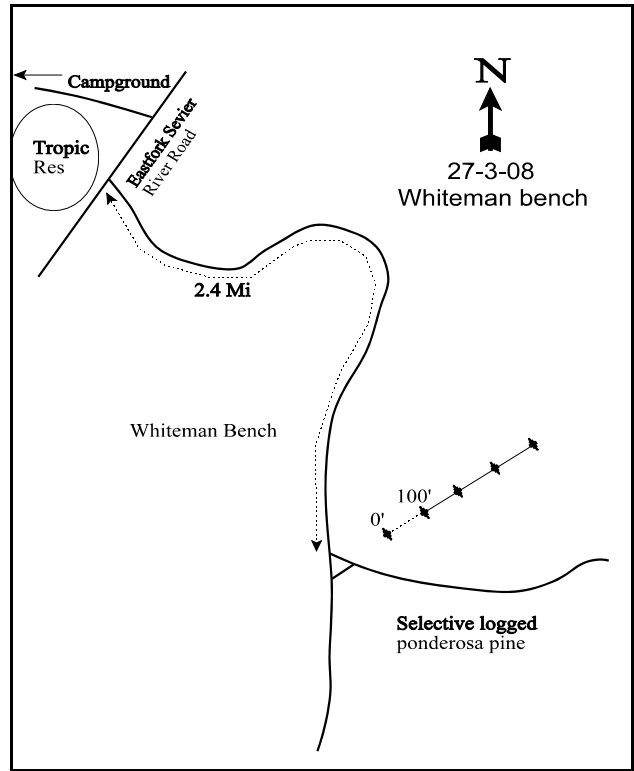 Campground
N
Tropic
Res
Eastfork Sevier
River Road
27-3-08
Whiteman bench
2.4 Mi
Whiteman Bench
100'
0'
Selective logged
ponderosa pine